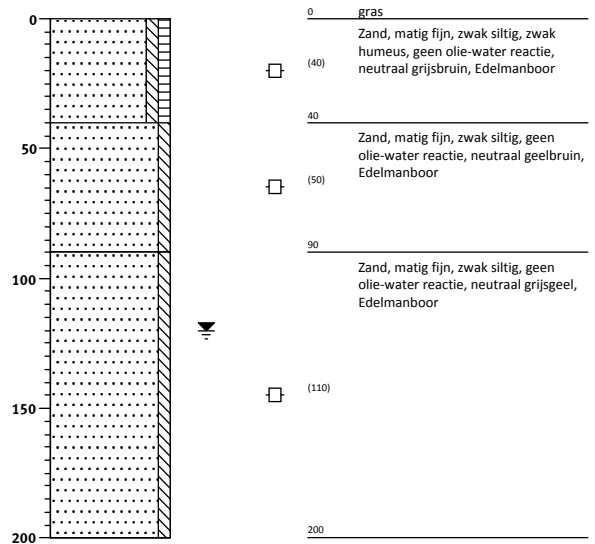 0
gras
0
Zand, matig fijn, zwak siltig, zwak
humeus, geen olie-water reactie,
neutraal grijsbruin, Edelmanboor
(40)
40
50
Zand, matig fijn, zwak siltig, geen
olie-water reactie, neutraal geelbruin,
Edelmanboor
(50)
90
100
Zand, matig fijn, zwak siltig, geen
olie-water reactie, neutraal grijsgeel,
Edelmanboor
(110)
150
200
200